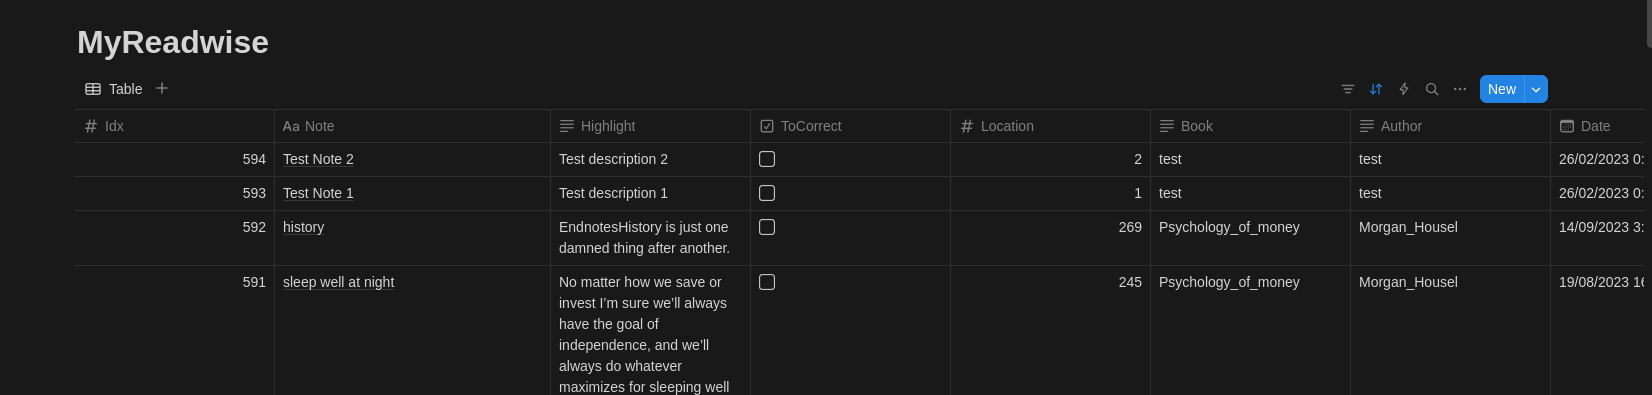 MyReadwise
Table
New
Idx Aa Note Highlight ToCorrect Location Book Author Date
594 Test Note 2 Test description 2 2 test test 26/02/2023 0:
593 Test Note 1 Test description 1 1 test test 26/02/2023 0:
592 history EndnotesHistory is just one 269 Psychology_of_money Morgan_Housel 14/09/2023 3:
damned thing after another.
591 sleep well at night No matter how we save or 245 Psychology_of_money Morgan_Housel 19/08/2023 16
invest I’m sure we’ll always
have the goal of
independence, and we’ll
always do whatever
maximizes for sleeping well